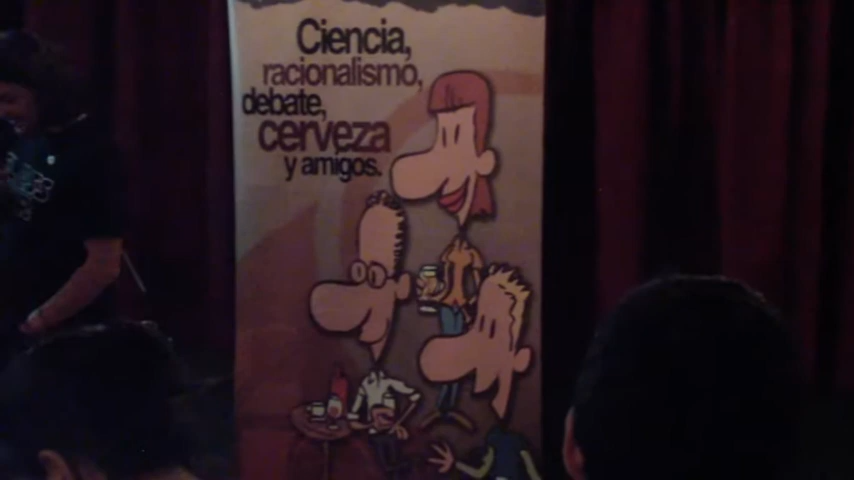 Ciencia,
racionalismo,
debate,
cerveza
y amigos.